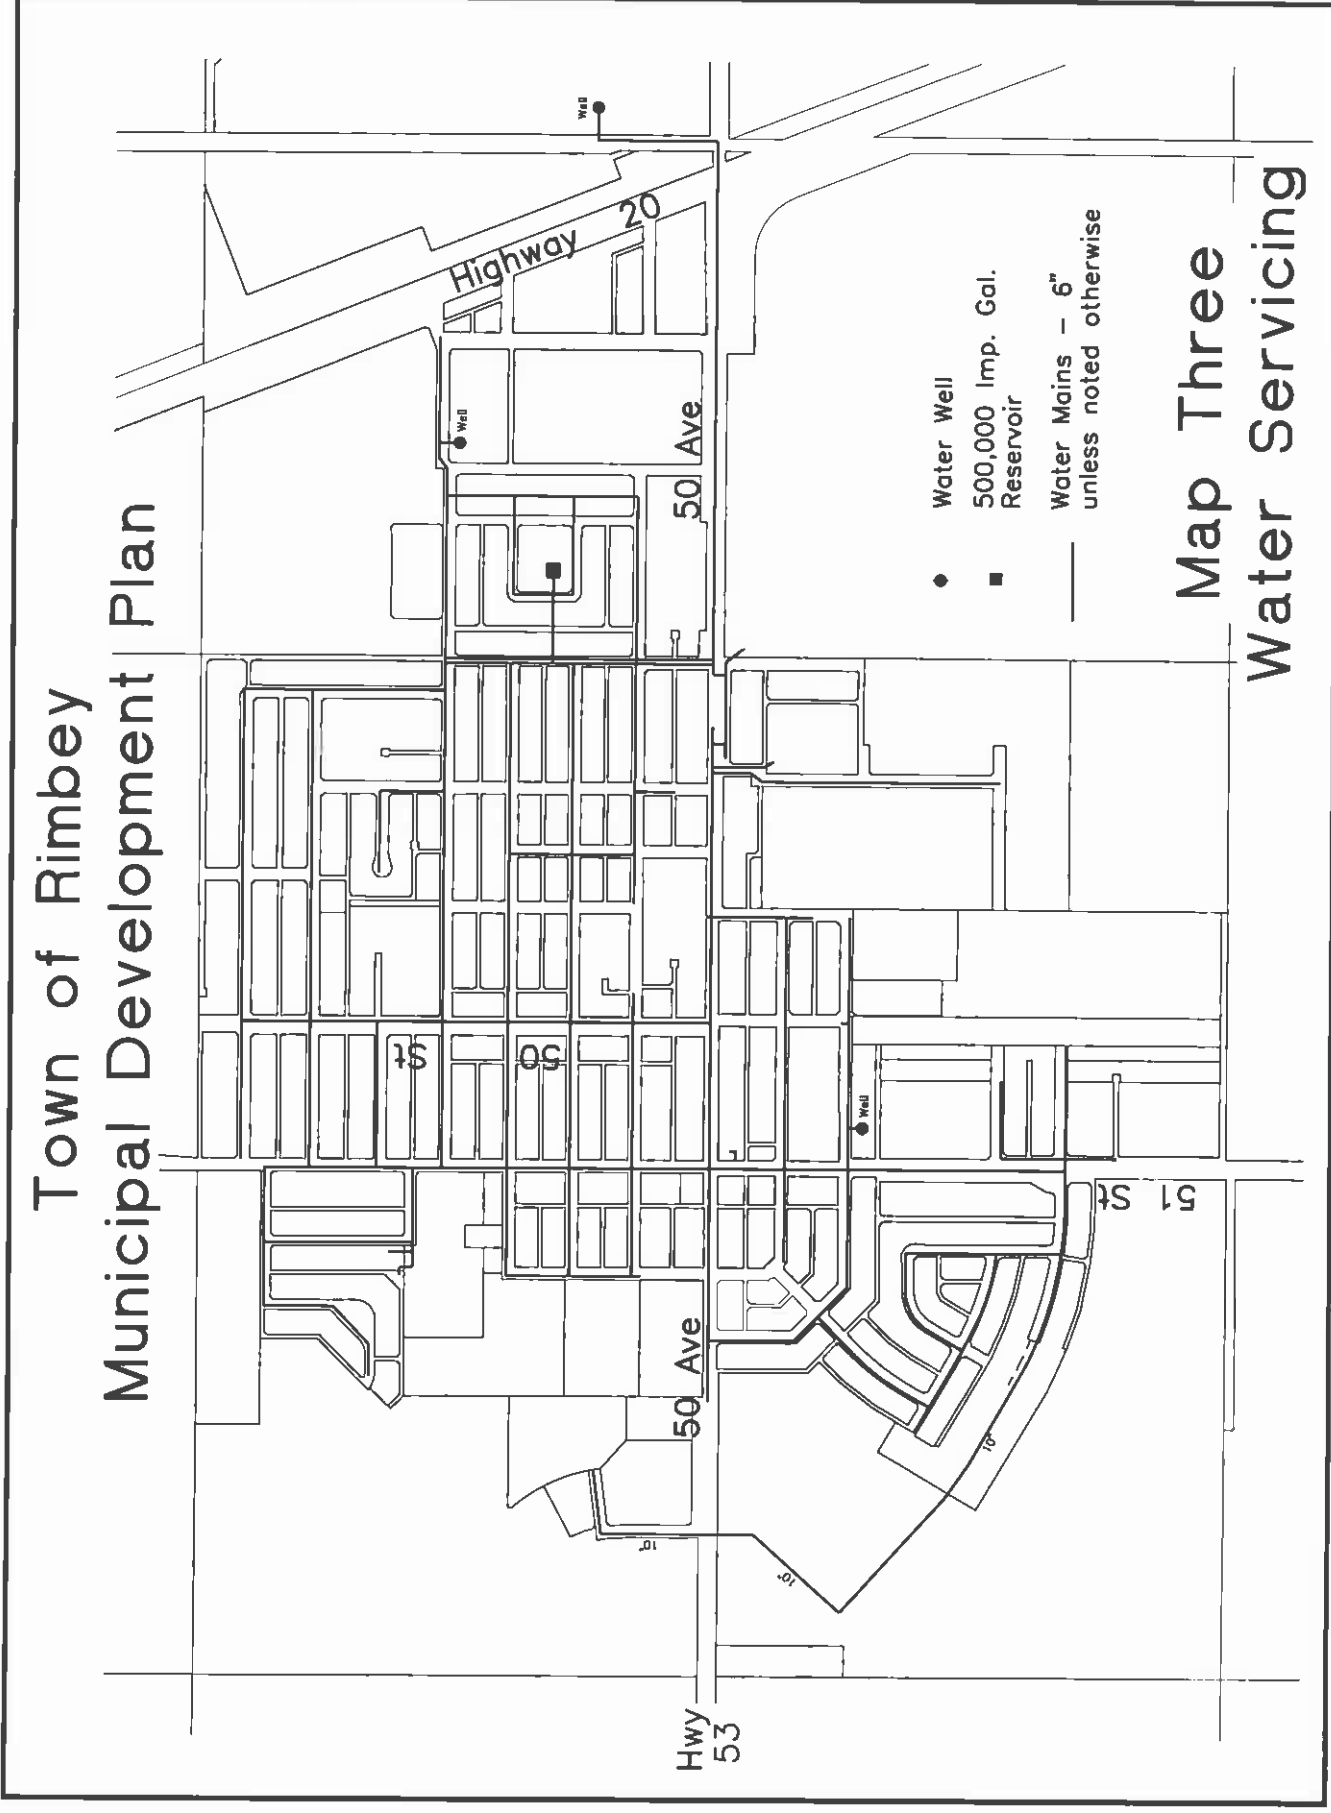 Town of Rimbey
Municipal Development Plan
Well
Highway 20
Well
50 Ave
St
50
Well
51 St
50 Ave
10"
10"
10"
Hwy
53
Water Well
500,000 Imp. Gal.
Reservoir
Water Mains - 6"
unless noted otherwise
Map Three
Water Servicing